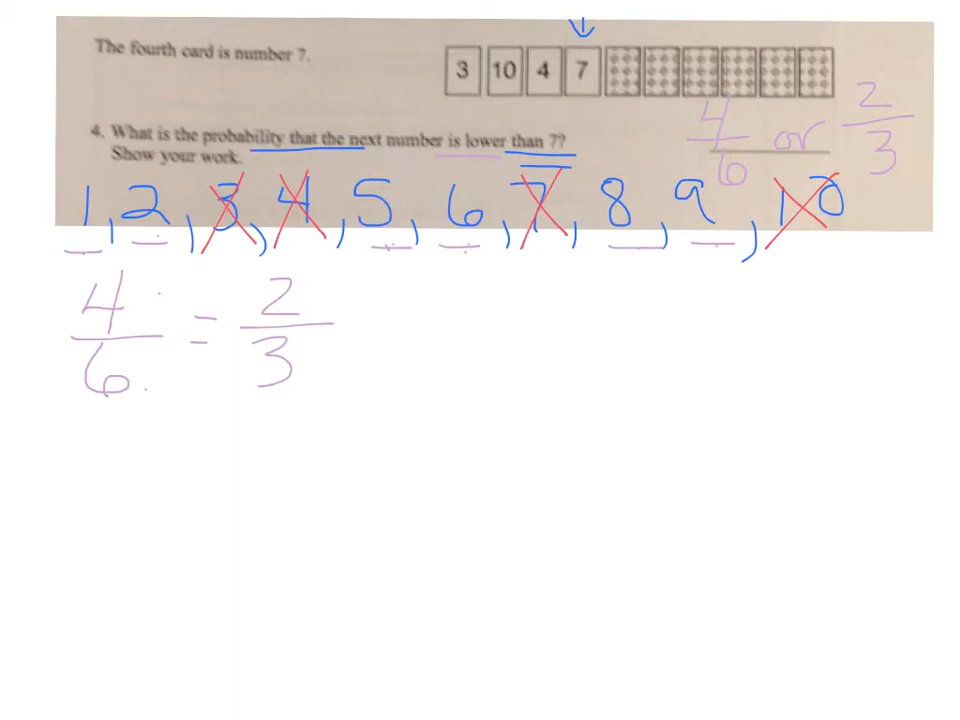 The fourth card is number 7.
3 10 4 7
4. What is the probability that the next number is lower than 7?
Show your work.
4/6 or 2/3
1, 2, 3, 4, 5, 6, 7, 8, 9, 10
4/6 = 2/3